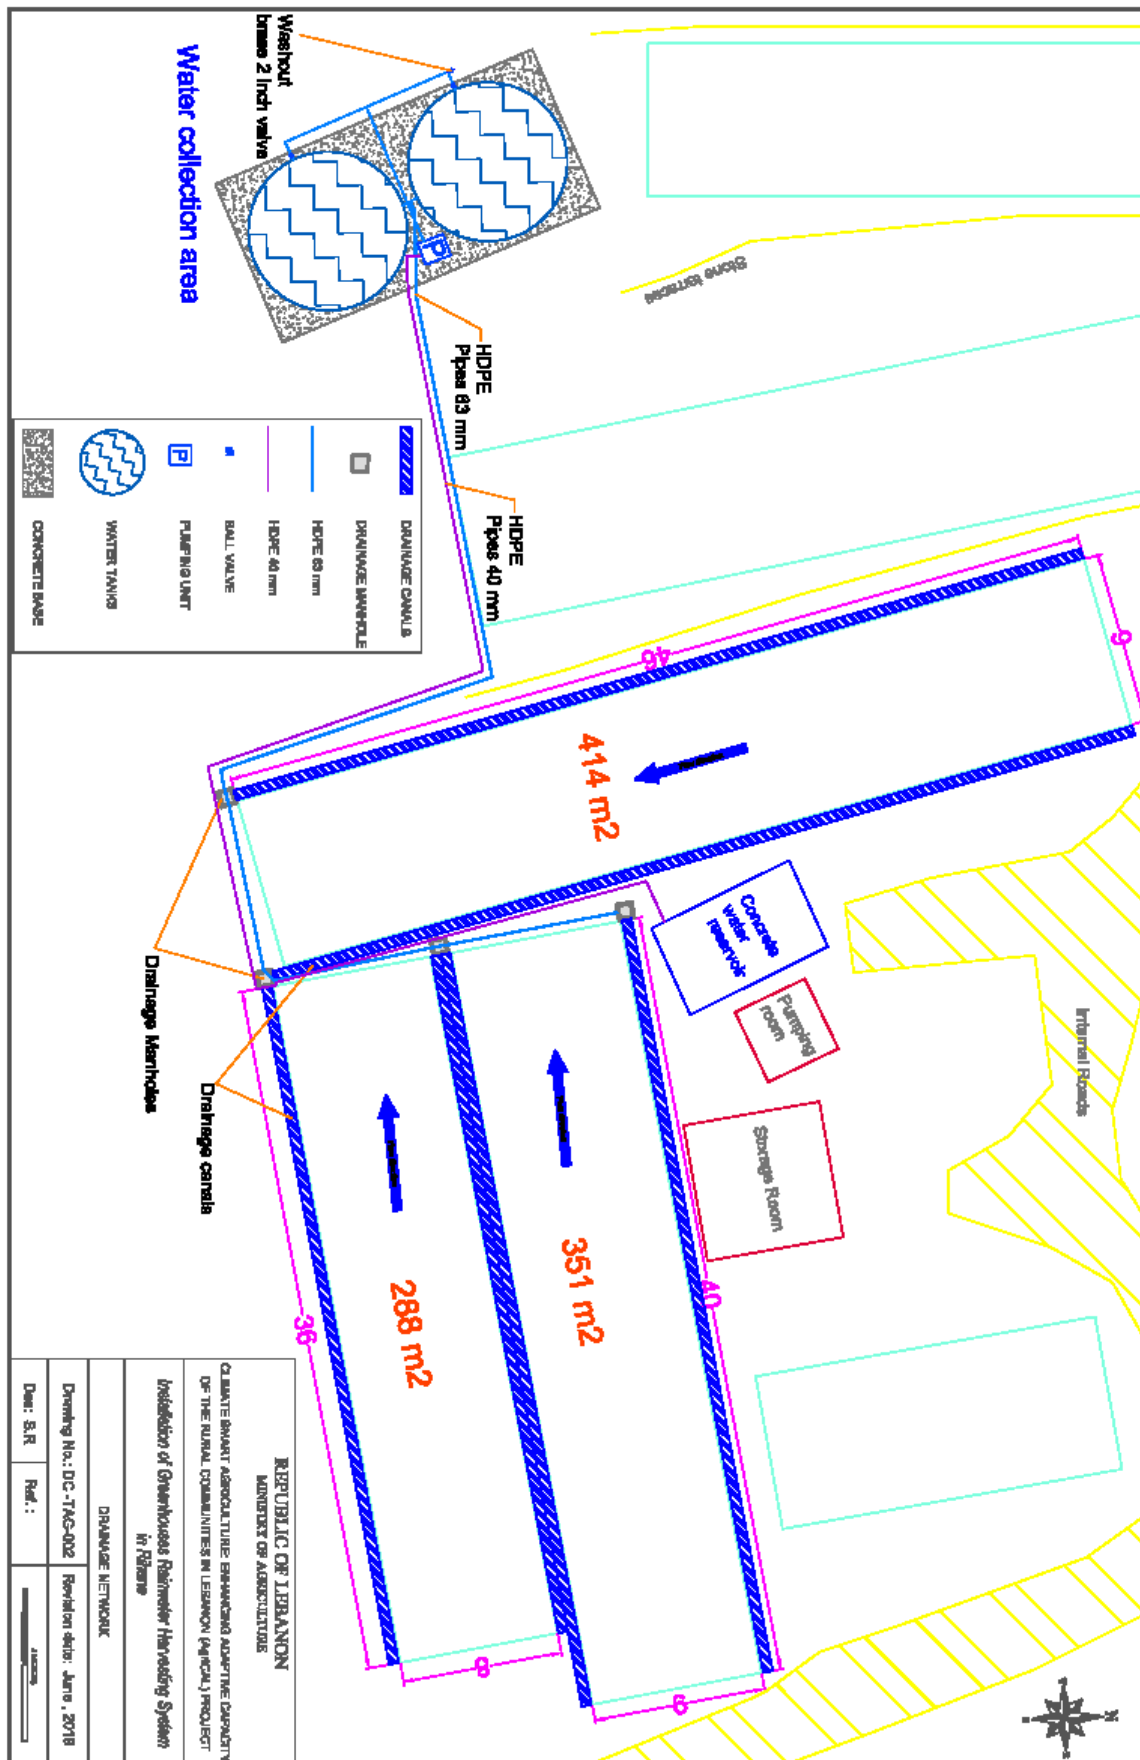 Washout
brass 2 inch valve
Water collection area
Stone terraces
P
HDPE
Pipes 63 mm
HDPE
Pipes 40 mm
DRAINAGE CANALS
DRAINAGE MANHOLE
HDPE 63 mm
HDPE 40 mm
BALL VALVE
P
PUMPING UNIT
WATER TANKS
CONCRETE BASE
46
9
414 m2
Concrete
water
reservoir
Pumping
room
Storage Room
Internal Roads
Drainage Manholes
Drainage canals
351 m2
288 m2
40
36
8
9
N
REPUBLIC OF LEBANON
MINISTRY OF AGRICULTURE
CLIMATE SMART AGRICULTURE: ENHANCING ADAPTIVE CAPACITY
OF THE RURAL COMMUNITIES IN LEBANON (AgriCAL) PROJECT
Installation of Greenhouses Rainwater Harvesting System
in Rihane
DRAINAGE NETWORK
Drawing No.: DC-TAG-002
Revision date: June, 2018
Des: S.R
Ref.: